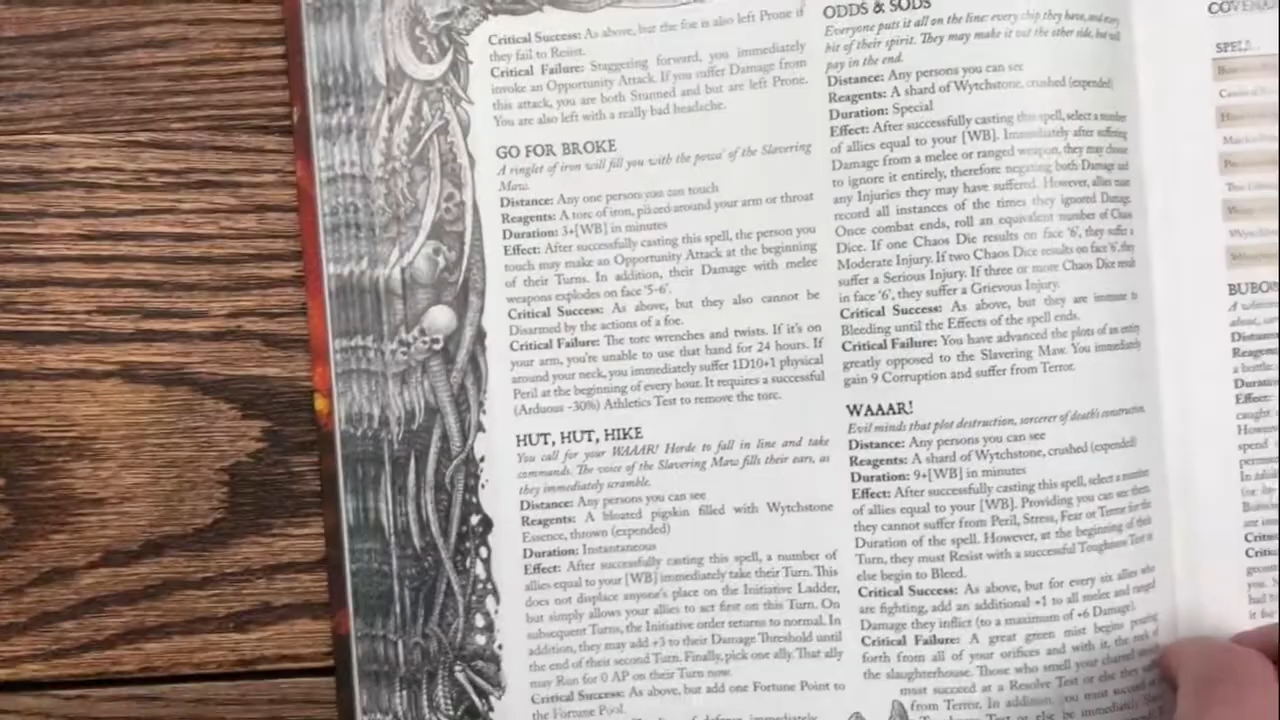 Critical Success: As above, but the foe is also left Prone if
they fail to Resist.
Critical Failure: Staggering forward, you immediately
invoke an Opportunity Attack. If you suffer Damage from
this attack, you are both Stunned and but are left Prone.
You are also left with a really bad headache.
GO FOR BROKE
A ringlet of iron will fill you with the powa' of the Slavering
Maw.
Distance: Any one person you can touch
Reagents: A torc of iron, placed around your arm or throat
Duration: 3+[WB] in minutes
Effect: After successfully casting this spell, the person you
touch may make an Opportunity Attack at the beginning
of their Turns. In addition, their Damage with melee
weapons explodes on face '5-6'.
Critical Success: As above, but they also cannot be
Disarmed by the actions of a foe.
Critical Failure: The torc wrenches and twists. If it's on
your arm, you're unable to use that hand for 24 hours. If
around your neck, you immediately suffer 1D10+1 physical
Peril at the beginning of every hour. It requires a successful
(Arduous -30%) Athletics Test to remove the torc.
HUT, HUT, HIKE
You call for your WAAAR! Horde to fall in line and take
commands. The voice of the Slavering Maw fills their ears, as
they immediately scramble.
Distance: Any persons you can see
Reagents: A bloated pigskin filled with Wytchstone
Essence, thrown (expended)
Duration: Instantaneous
Effect: After successfully casting this spell, a number of
allies equal to your [WB] immediately take their Turn. This
does not displace anyone's place on the Initiative Ladder,
but simply allows your allies to act first on this Turn. On
subsequent Turns, the Initiative order returns to normal. In
addition, they may add +3 to their Damage Threshold until
the end of their second Turn. Finally, pick one ally. That ally
may Run for 0 AP on their Turn now.
Critical Success: As above, but add one Fortune Point to
the Fortune Pool.
immediately
ODDS & SODS
Everyone puts it all on the line: every chip they have, and every
bit of their spirit. They may make it out the other side, but will
pay in the end.
Distance: Any persons you can see
Reagents: A shard of Wytchstone, crushed (expended)
Duration: Special
Effect: After successfully casting this spell, select a number
of allies equal to your [WB]. Immediately after suffering
Damage from a melee or ranged weapon, they may choose
to ignore it entirely, therefore negating both Damage and
any Injuries they may have suffered. However, allies must
record all instances of the times they ignored Damage.
Once combat ends, roll an equivalent number of Chaos
Dice. If one Chaos Die results on face '6', they suffer a
Moderate Injury. If two Chaos Dice results on face '6', they
suffer a Serious Injury. If three or more Chaos Dice result
in face '6', they suffer a Grievous Injury.
Critical Success: As above, but they are immune to
Bleeding until the Effects of the spell ends.
Critical Failure: You have advanced the plots of an entity
greatly opposed to the Slavering Maw. You immediately
gain 9 Corruption and suffer from Terror.
WAAAR!
Evil minds that plot destruction, sorcerer of death's construction.
Distance: Any persons you can see
Reagents: A shard of Wytchstone, crushed (expended)
Duration: 9+[WB] in minutes
Effect: After successfully casting this spell, select a number
of allies equal to your [WB]. Providing you can see them,
they cannot suffer from Peril, Stress, Fear or Terror for the
Duration of the spell. However, at the beginning of their
Turn, they must Resist with a successful Toughness Test or
else begin to Bleed.
Critical Success: As above, but for every six allies who
are fighting, add an additional +1 to all melee and ranged
Damage they inflict (to a maximum of +6 Damage).
Critical Failure: A great green mist begins pouring
forth from all of your orifices and with it, the reek of
the slaughterhouse. Those who smell your charnel
must succeed at a Resolve Test or else they
from Terror. In addition, you must succeed
Test or else be immediately
SPELL